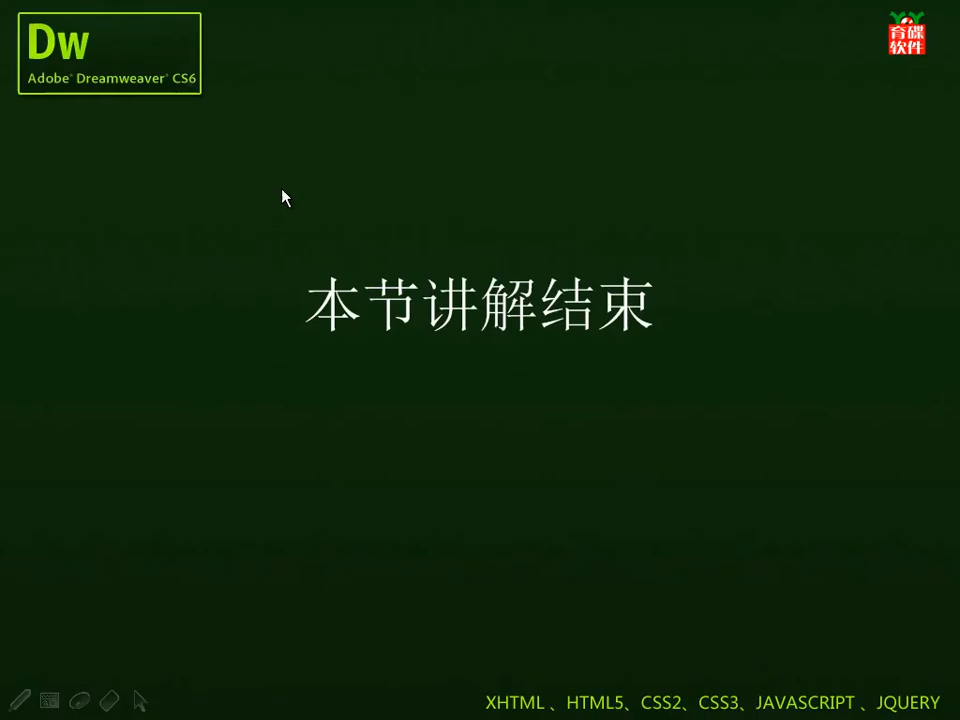 Dw
Adobe® Dreamweaver® CS6
育碟
软件
本节讲解结束
XHTML 、HTML5、CSS2、CSS3、JAVASCRIPT 、JQUERY